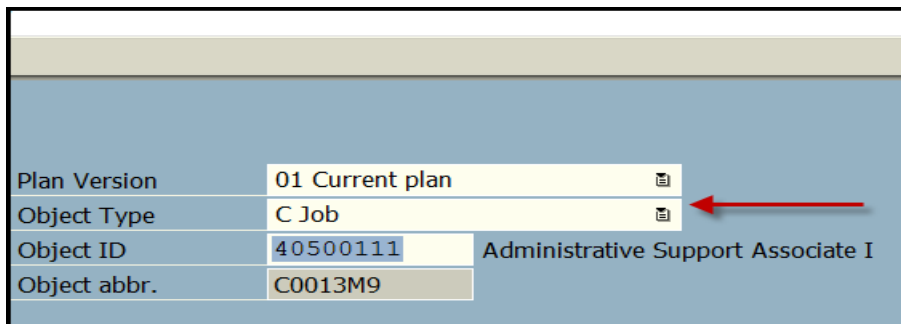 Plan Version 01 Current plan
Object Type C Job
Object ID 40500111 Administrative Support Associate I
Object abbr. C0013M9